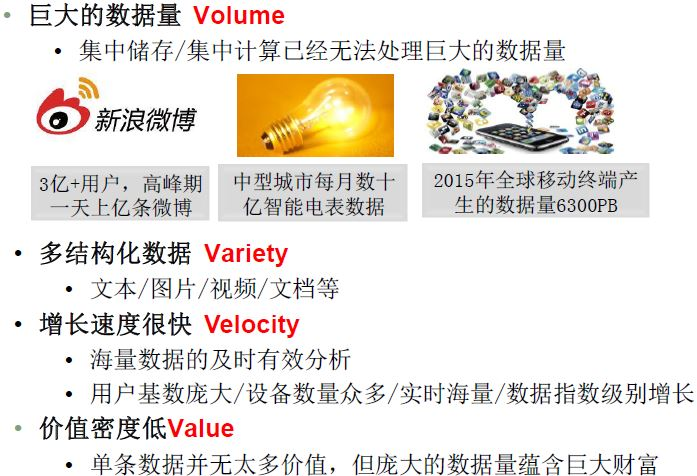 • 巨大的数据量 Volume
• 集中储存/集中计算已经无法处理巨大的数据量
新浪微博
3亿+用户，高峰期
一天上亿条微博
中型城市每月数十
亿智能电表数据
2015年全球移动终端产
生的数据量6300PB
• 多结构化数据 Variety
• 文本/图片/视频/文档等
• 增长速度很快 Velocity
• 海量数据的及时有效分析
• 用户基数庞大/设备数量众多/实时海量/数据指数级别增长
• 价值密度低Value
• 单条数据并无太多价值，但庞大的数据量蕴含巨大财富